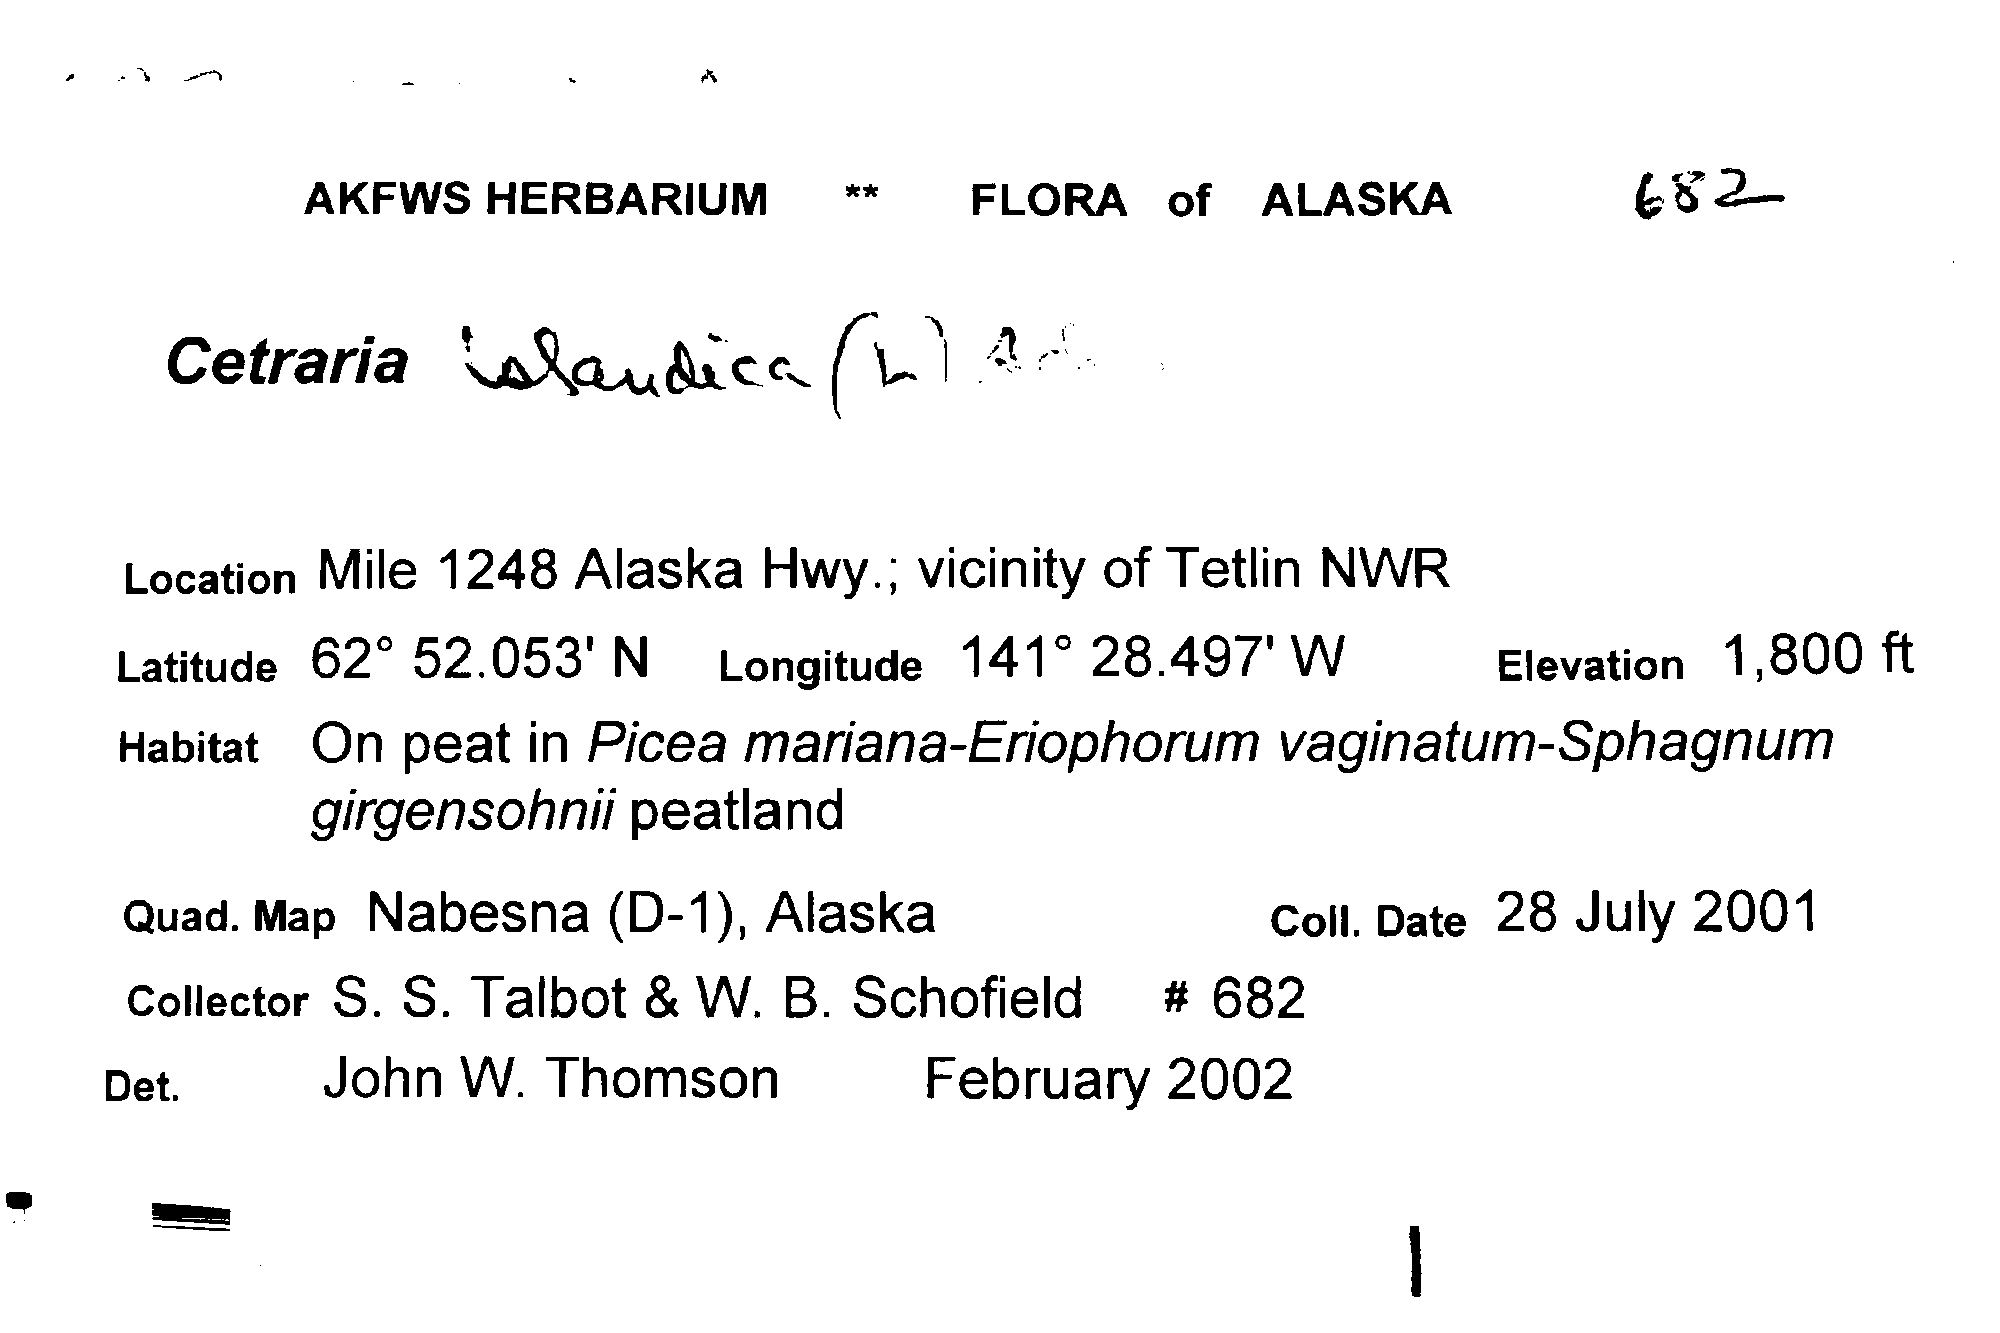 AKFWS HERBARIUM ** FLORA of ALASKA 682
Cetraria islandica (L)
Location Mile 1248 Alaska Hwy.; vicinity of Tetlin NWR
Latitude 62° 52.053' N Longitude 141° 28.497' W Elevation 1,800 ft
Habitat On peat in Picea mariana-Eriophorum vaginatum-Sphagnum
girgensohnii peatland
Quad. Map Nabesna (D-1), Alaska Coll. Date 28 July 2001
Collector S. S. Talbot & W. B. Schofield # 682
Det. John W. Thomson February 2002